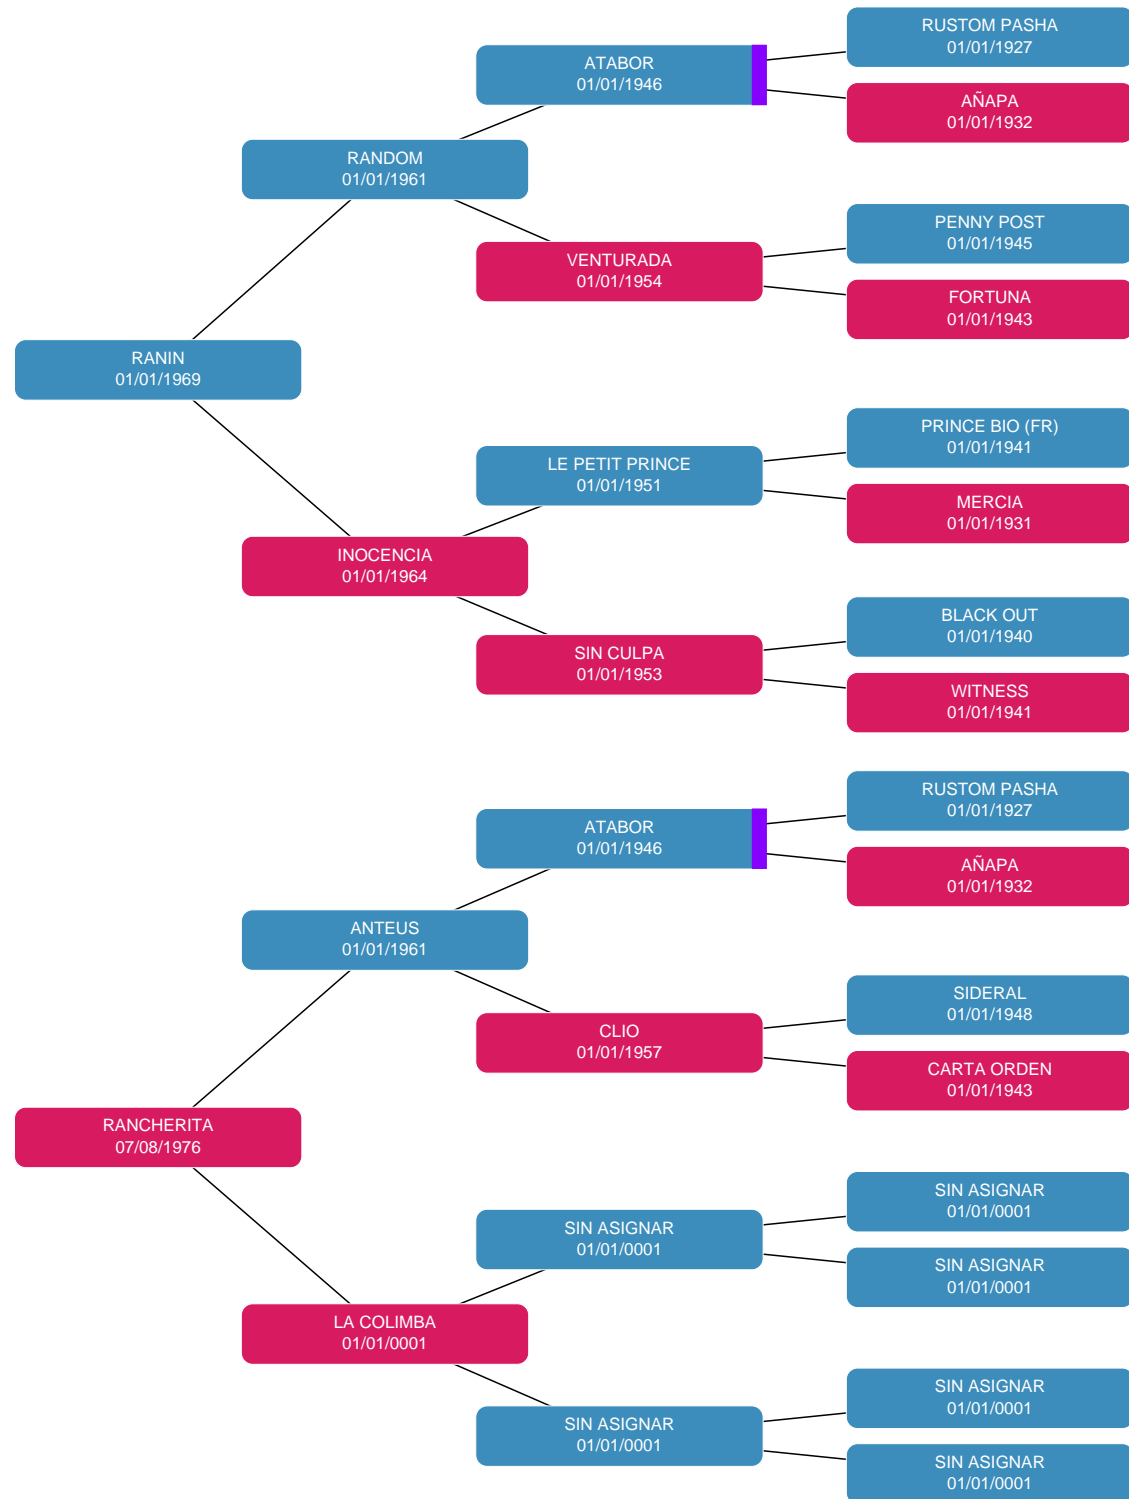 RUSTOM PASHA
01/01/1927
ATABOR
01/01/1946
AÑAPA
01/01/1932
RANDOM
01/01/1961
PENNY POST
01/01/1945
VENTURADA
01/01/1954
FORTUNA
01/01/1943
RANIN
01/01/1969
PRINCE BIO (FR)
01/01/1941
LE PETIT PRINCE
01/01/1951
MERCIA
01/01/1931
INOCENCIA
01/01/1964
BLACK OUT
01/01/1940
SIN CULPA
01/01/1953
WITNESS
01/01/1941
RUSTOM PASHA
01/01/1927
ATABOR
01/01/1946
AÑAPA
01/01/1932
ANTEUS
01/01/1961
SIDERAL
01/01/1948
CLIO
01/01/1957
CARTA ORDEN
01/01/1943
RANCHERITA
07/08/1976
SIN ASIGNAR
01/01/0001
SIN ASIGNAR
01/01/0001
SIN ASIGNAR
01/01/0001
LA COLIMBA
01/01/0001
SIN ASIGNAR
01/01/0001
SIN ASIGNAR
01/01/0001
SIN ASIGNAR
01/01/0001